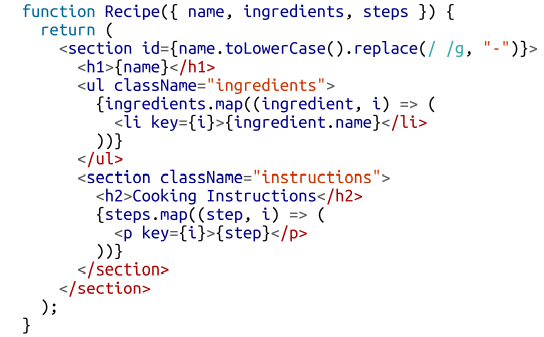 function Recipe({ name, ingredients, steps }) {
  return (
    <section id={name.toLowerCase().replace(/ /g, "-")}>
      <h1>{name}</h1>
      <ul className="ingredients">
        {ingredients.map((ingredient, i) => (
          <li key={i}>{ingredient.name}</li>
        ))}
      </ul>
      <section className="instructions">
        <h2>Cooking Instructions</h2>
        {steps.map((step, i) => (
          <p key={i}>{step}</p>
        ))}
      </section>
    </section>
  );
}